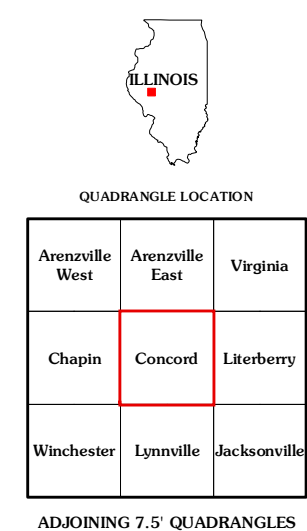 ILLINOIS
QUADRANGLE LOCATION
Arenzville West
Arenzville East
Virginia
Chapin
Concord
Literberry
Winchester
Lynnville
Jacksonville
ADJOINING 7.5' QUADRANGLES